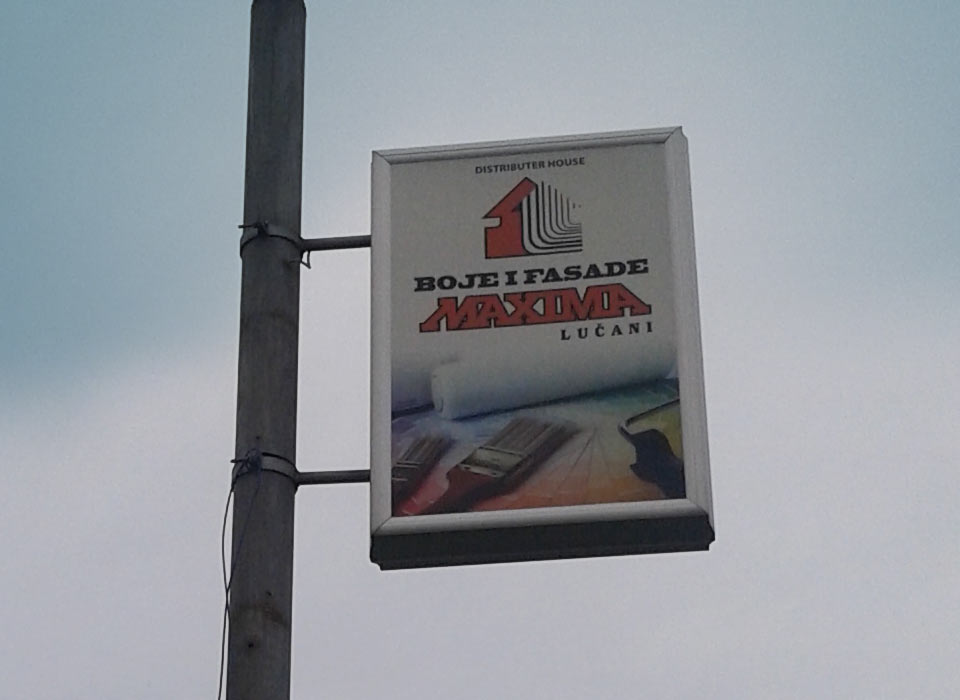 DISTRIBUTER HOUSE
BOJE I FASADE
MAXIMA
LUČANI